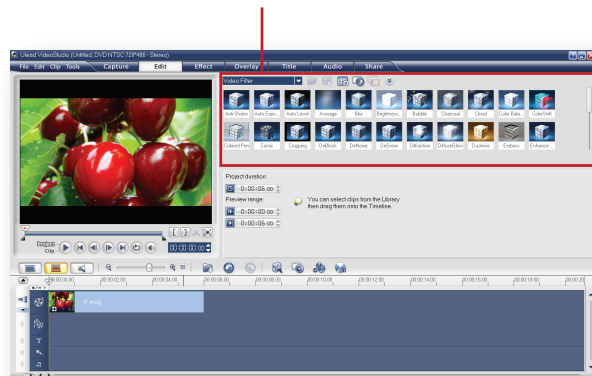 Ulead VideoStudio (Untitled, DVD NTSC 720*480 - Stereo)
File Edit Clip Tools Capture Edit Effect Overlay Title Audio Share
Video Filter
Anti-Shake Auto Expo... Auto Level Average Blur Brightness... Bubble Charcoal Cloud Color Bala... ColorShift
Colored Pen Comic Cropping DeBlock DeNoise DeSnow Diffraction DiffuseGlow Duotone Emboss Enhance...
Project duration:
0:00:06:00
Preview range:
0:00:00:00
0:00:06:00
You can select clips from the Library
then drag them onto the Timeline.
Project
Clip
00:00:00:00
00:00:00.00 00:00:02.00 00:00:04.00 00:00:06.00 00:00:08.00 00:00:10.00 00:00:12.00 00:00:14.00 00:00:16.00 00:00:18.00 00:00:20